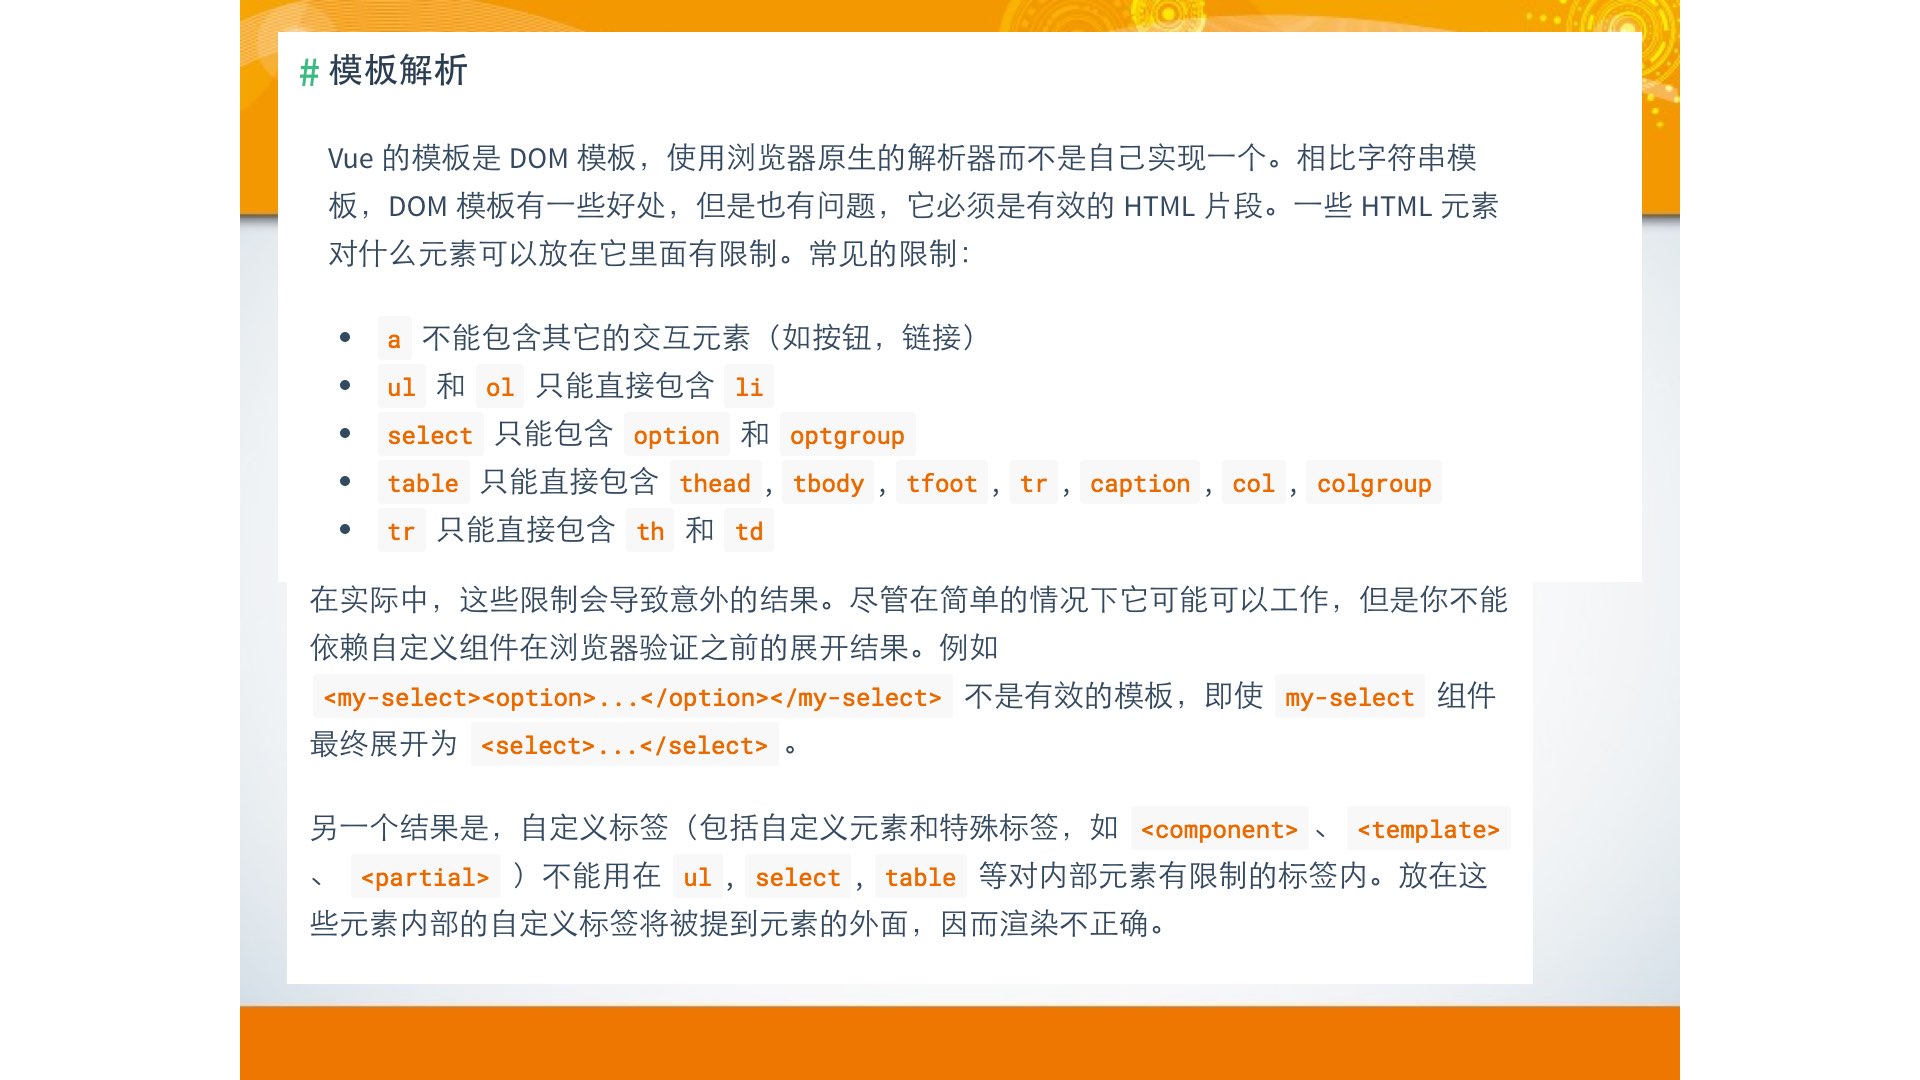 # 模板解析
Vue 的模板是 DOM 模板，使用浏览器原生的解析器而不是自己实现一个。相比字符串模
板，DOM 模板有一些好处，但是也有问题，它必须是有效的 HTML 片段。一些 HTML 元素
对什么元素可以放在它里面有限制。常见的限制：
• a 不能包含其它的交互元素（如按钮，链接）
• ul 和 ol 只能直接包含 li
• select 只能包含 option 和 optgroup
• table 只能直接包含 thead, tbody, tfoot, tr, caption, col, colgroup
• tr 只能直接包含 th 和 td
在实际中，这些限制会导致意外的结果。尽管在简单的情况下它可能可以工作，但是你不能
依赖自定义组件在浏览器验证之前的展开结果。例如
<my-select><option>...</option></my-select> 不是有效的模板，即使 my-select 组件
最终展开为 <select>...</select> 。
另一个结果是，自定义标签（包括自定义元素和特殊标签，如 <component> 、 <template>
、 <partial> ）不能用在 ul, select, table 等对内部元素有限制的标签内。放在这
些元素内部的自定义标签将被提到元素的外面，因而渲染不正确。